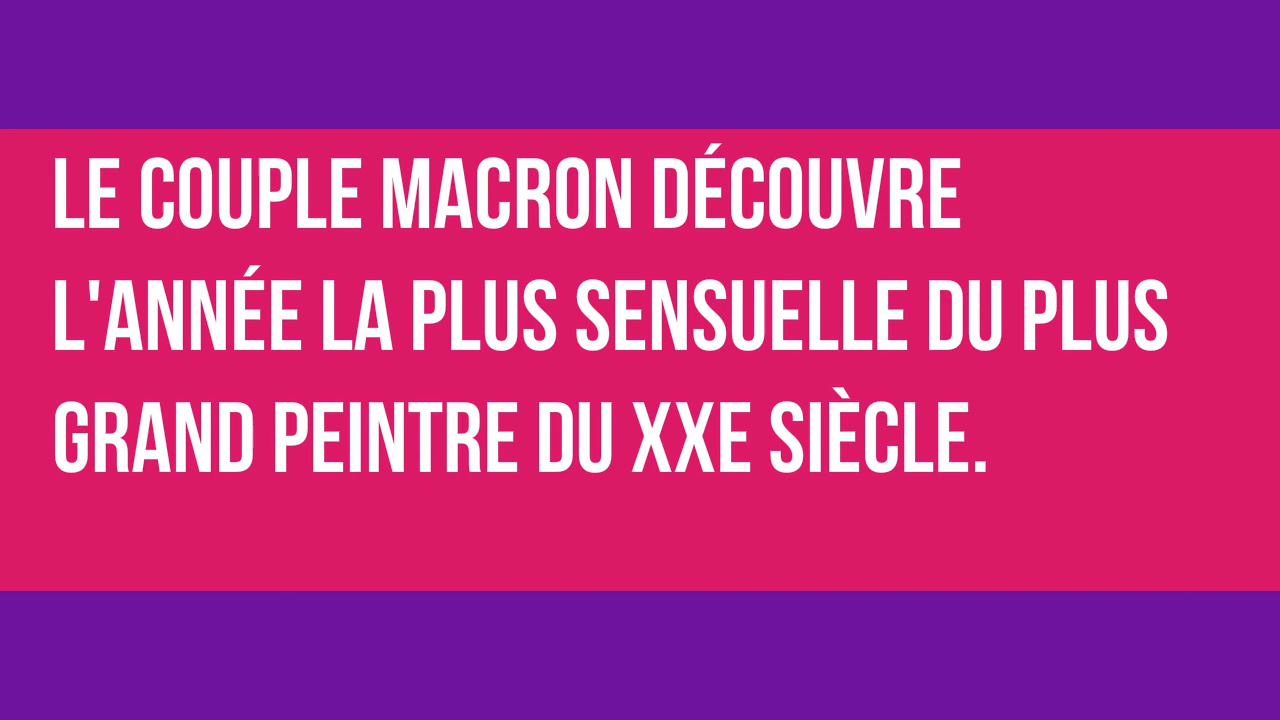 LE COUPLE MACRON DÉCOUVRE
L'ANNÉE LA PLUS SENSUELLE DU PLUS
GRAND PEINTRE DU XXE SIÈCLE.